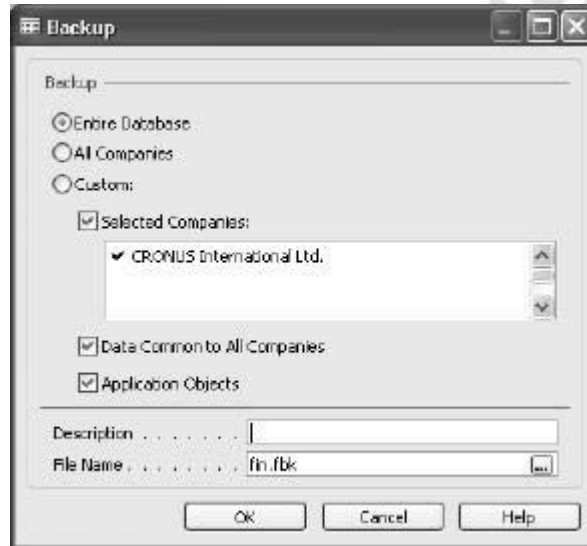 Backup
Backup
Entire Database
All Companies
Custom:
Selected Companies:
CRONUS International Ltd.
Data Common to All Companies
Application Objects
Description . . . . . . .
File Name . . . . . . . . fin.fbk
...
OK Cancel Help